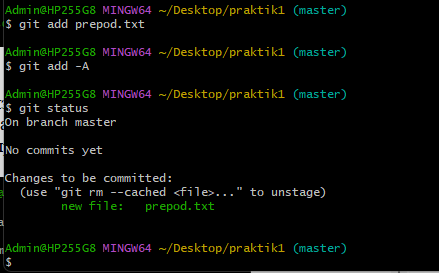 Admin@HP255G8 MINGW64 ~/Desktop/praktik1 (master)
$ git add prepod.txt
Admin@HP255G8 MINGW64 ~/Desktop/praktik1 (master)
$ git add -A
Admin@HP255G8 MINGW64 ~/Desktop/praktik1 (master)
$ git status
On branch master
No commits yet
Changes to be committed:
  (use "git rm --cached <file>..." to unstage)
        new file:   prepod.txt
Admin@HP255G8 MINGW64 ~/Desktop/praktik1 (master)
$